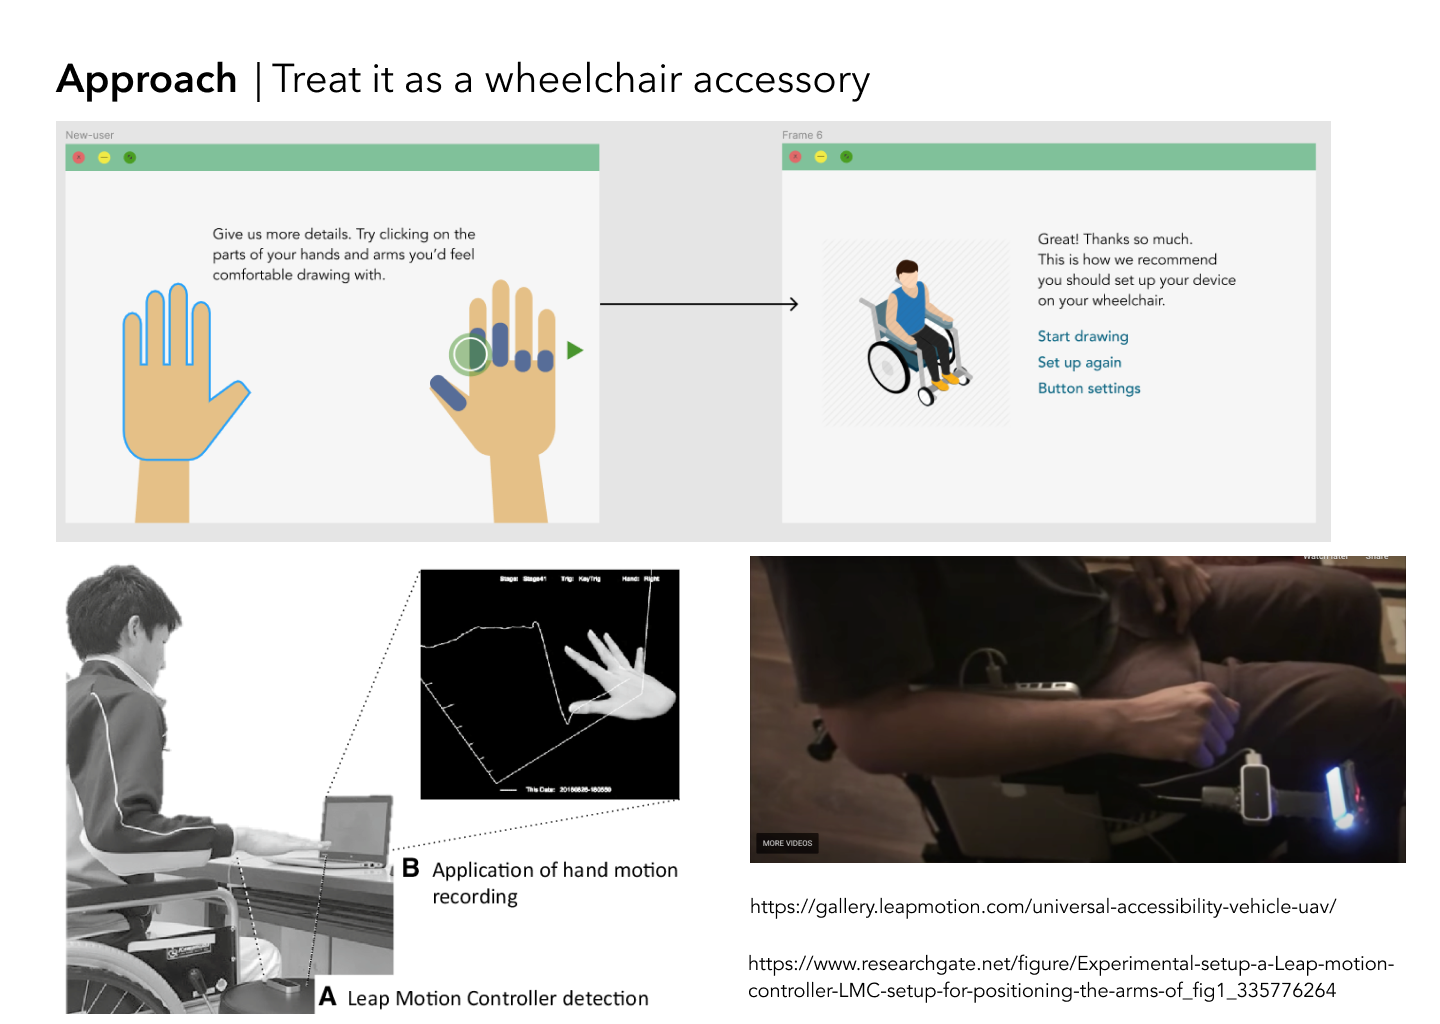 Approach | Treat it as a wheelchair accessory
New-user
Frame 6
Give us more details. Try clicking on the
parts of your hands and arms you'd feel
comfortable drawing with.
Great! Thanks so much.
This is how we recommend
you should set up your device
on your wheelchair.
Start drawing
Set up again
Button settings
Stage: Stage41 Trig: KeyTrig Hand: Right
B Application of hand motion
recording
A Leap Motion Controller detection
Watch later Share
MORE VIDEOS
https://gallery.leapmotion.com/universal-accessibility-vehicle-uav/
https://www.researchgate.net/figure/Experimental-setup-a-Leap-motion-
controller-LMC-setup-for-positioning-the-arms-of_fig1_335776264